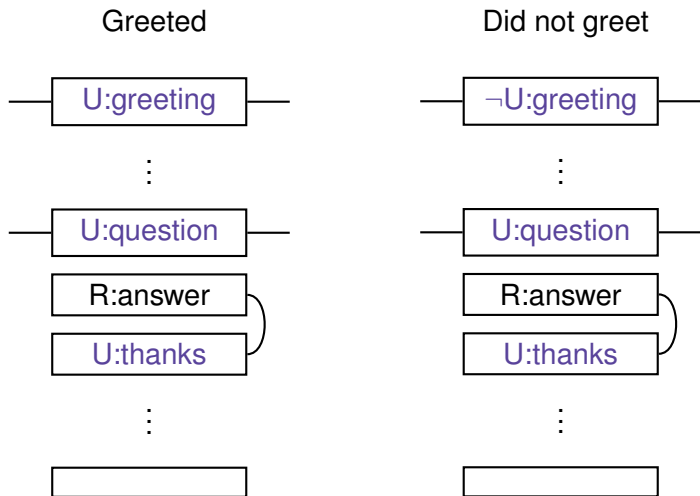 Greeted
U:greeting
⋮
U:question
R:answer
U:thanks
⋮
Did not greet
¬U:greeting
⋮
U:question
R:answer
U:thanks
⋮